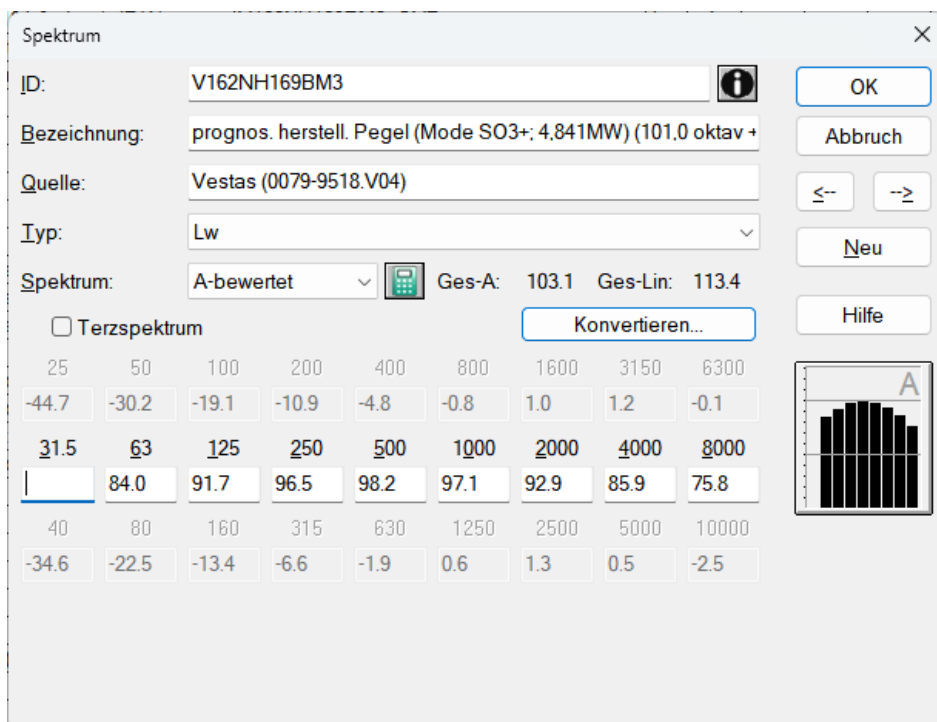 Spektrum
ID: V162NH169BM3 OK
Bezeichnung: prognos. herstell. Pegel (Mode SO3+; 4,841MW) (101,0 oktav + Abbruch
Quelle: Vestas (0079-9518.V04) <-- -->
Typ: Lw Neu
Spektrum: A-bewertet Ges-A: 103.1 Ges-Lin: 113.4
Terzspektrum Konvertieren... Hilfe
25 50 100 200 400 800 1600 3150 6300
-44.7 -30.2 -19.1 -10.9 -4.8 -0.8 1.0 1.2 -0.1 A
31.5 63 125 250 500 1000 2000 4000 8000
84.0 91.7 96.5 98.2 97.1 92.9 85.9 75.8
40 80 160 315 630 1250 2500 5000 10000
-34.6 -22.5 -13.4 -6.6 -1.9 0.6 1.3 0.5 -2.5